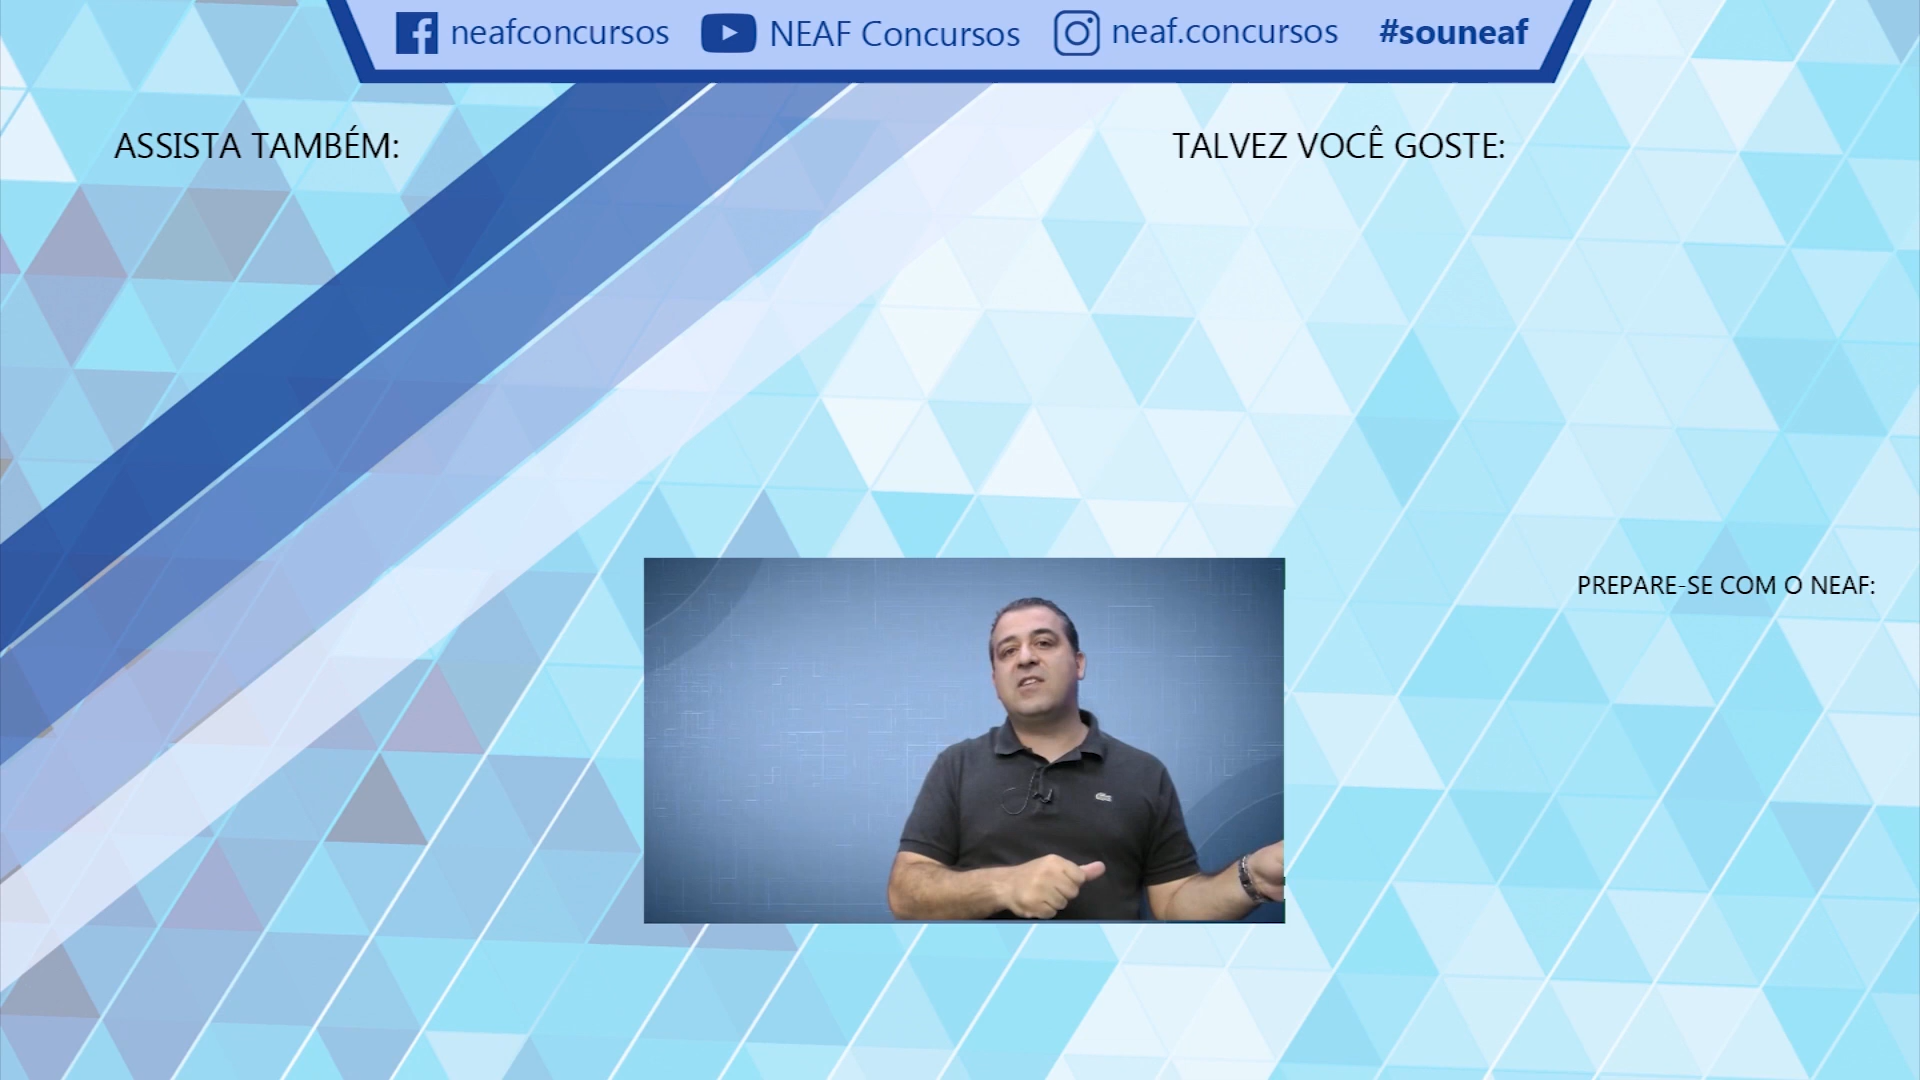 neafconcursos NEAF Concursos neaf.concursos #souneaf
ASSISTA TAMBÉM:
TALVEZ VOCÊ GOSTE:
PREPARE-SE COM O NEAF: